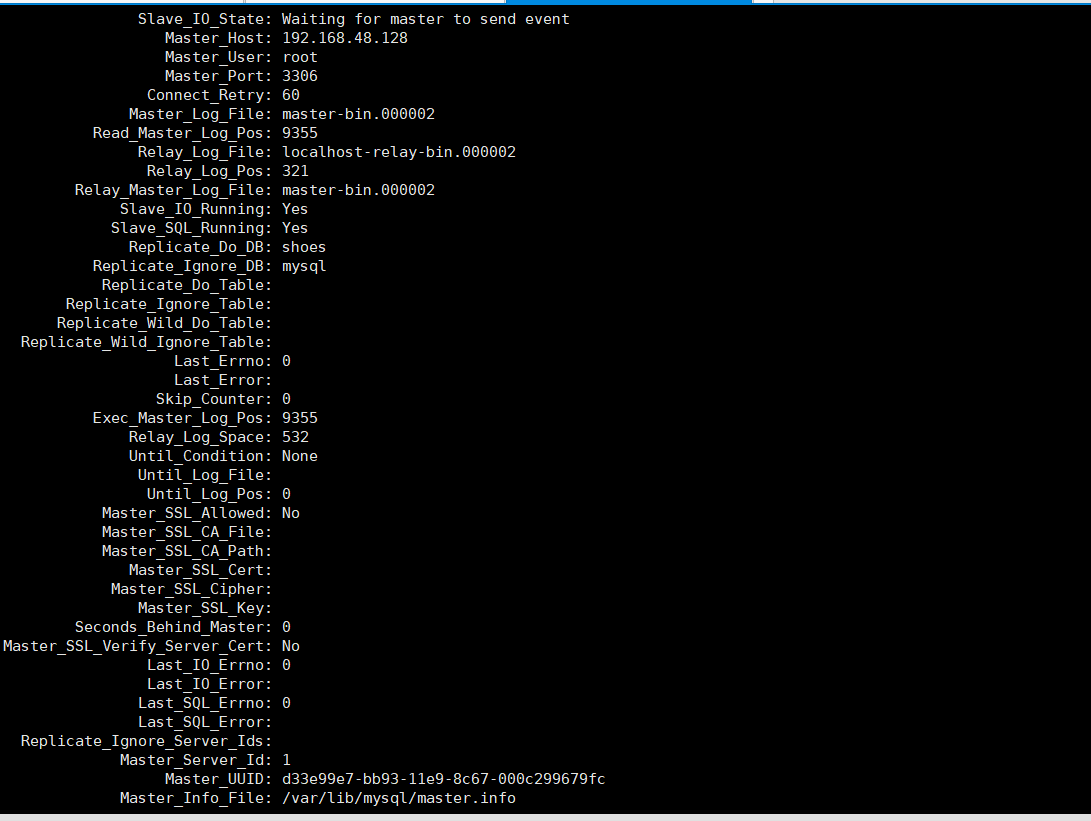 Slave_IO_State: Waiting for master to send event
Master_Host: 192.168.48.128
Master_User: root
Master_Port: 3306
Connect_Retry: 60
Master_Log_File: master-bin.000002
Read_Master_Log_Pos: 9355
Relay_Log_File: localhost-relay-bin.000002
Relay_Log_Pos: 321
Relay_Master_Log_File: master-bin.000002
Slave_IO_Running: Yes
Slave_SQL_Running: Yes
Replicate_Do_DB: shoes
Replicate_Ignore_DB: mysql
Replicate_Do_Table:
Replicate_Ignore_Table:
Replicate_Wild_Do_Table:
Replicate_Wild_Ignore_Table:
Last_Errno: 0
Last_Error:
Skip_Counter: 0
Exec_Master_Log_Pos: 9355
Relay_Log_Space: 532
Until_Condition: None
Until_Log_File:
Until_Log_Pos: 0
Master_SSL_Allowed: No
Master_SSL_CA_File:
Master_SSL_CA_Path:
Master_SSL_Cert:
Master_SSL_Cipher:
Master_SSL_Key:
Seconds_Behind_Master: 0
Master_SSL_Verify_Server_Cert: No
Last_IO_Errno: 0
Last_IO_Error:
Last_SQL_Errno: 0
Last_SQL_Error:
Replicate_Ignore_Server_Ids:
Master_Server_Id: 1
Master_UUID: d33e99e7-bb93-11e9-8c67-000c299679fc
Master_Info_File: /var/lib/mysql/master.info